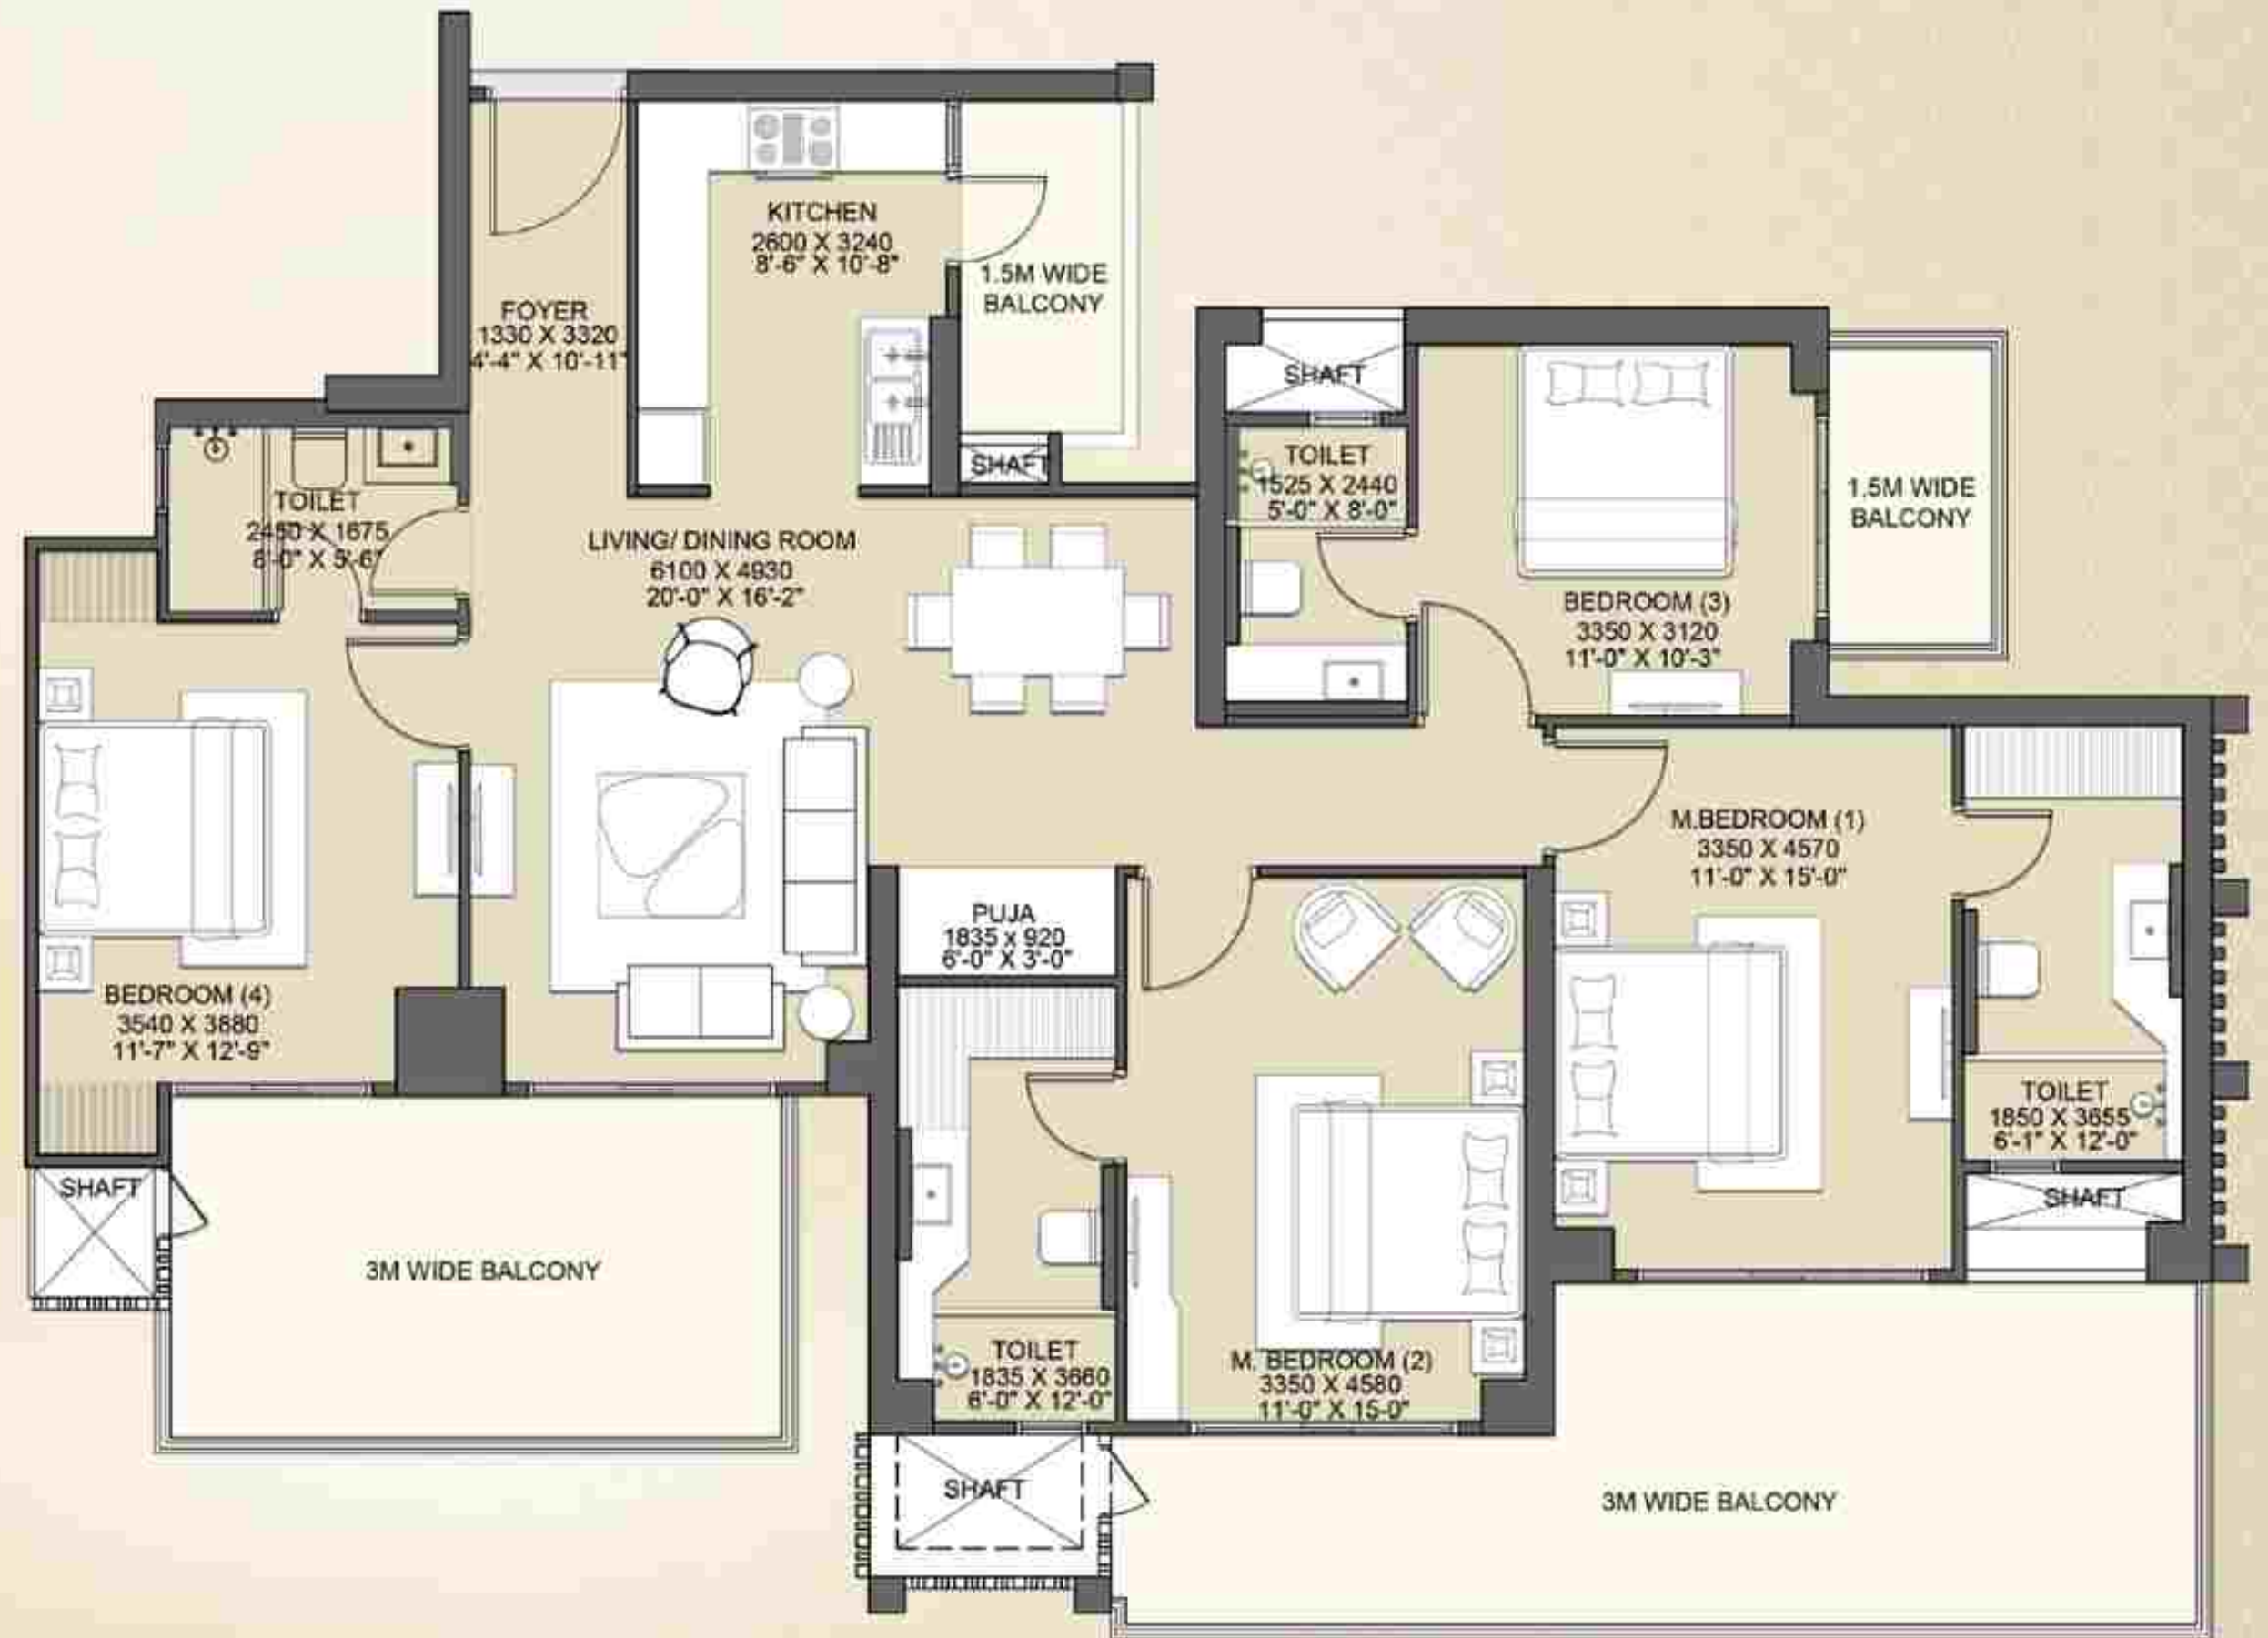 KITCHEN
2600 X 3240
8'-6" X 10'-8"
1.5M WIDE
BALCONY
FOYER
1330 X 3320
4'-4" X 10'-11"
SHAFT
SHAFT
TOILET
1525 X 2440
5'-0" X 8'-0"
1.5M WIDE
BALCONY
TOILET
2450 X 1675
8'-0" X 5'-6"
LIVING/ DINING ROOM
6100 X 4930
20'-0" X 16'-2"
BEDROOM (3)
3350 X 3120
11'-0" X 10'-3"
M.BEDROOM (1)
3350 X 4570
11'-0" X 15'-0"
PUJA
1835 x 920
6'-0" X 3'-0"
BEDROOM (4)
3540 X 3880
11'-7" X 12'-9"
TOILET
1850 X 3655
6'-1" X 12'-0"
SHAFT
SHAFT
3M WIDE BALCONY
TOILET
1835 X 3660
6'-0" X 12'-0"
M. BEDROOM (2)
3350 X 4580
11'-0" X 15-0"
SHAFT
3M WIDE BALCONY